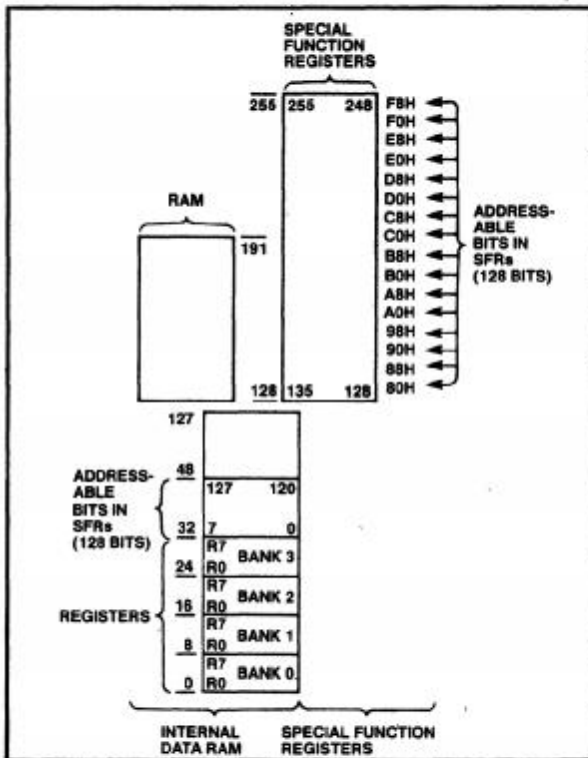 SPECIAL
FUNCTION
REGISTERS
255 255 248
F8H
F0H
E8H
E0H
D8H
D0H
C8H
C0H
B8H
B0H
A8H
A0H
98H
90H
88H
80H
ADDRESS-
ABLE
BITS IN
SFRs
(128 BITS)
RAM
191
128 135 128
127
48
ADDRESS-
ABLE
BITS IN
SFRs
(128 BITS)
127 120
32 7 0
R7
24 R0 BANK 3
R7
16 R0 BANK 2
REGISTERS
R7
8 R0 BANK 1
R7
0 R0 BANK 0
INTERNAL
DATA RAM
SPECIAL FUNCTION
REGISTERS